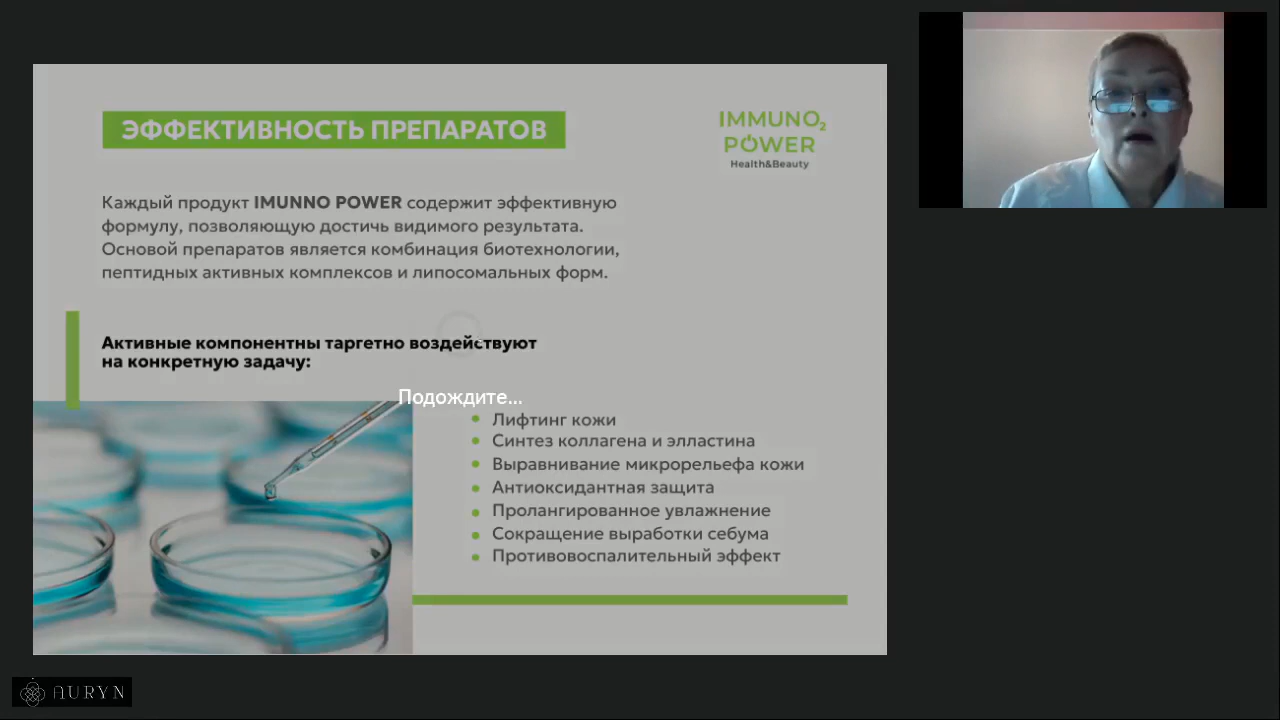 ЭФФЕКТИВНОСТЬ ПРЕПАРАТОВ
IMMUNO₂
POWER
Health&Beauty
Каждый продукт IMUNNO POWER содержит эффективную
формулу, позволяющую достичь видимого результата.
Основой препаратов является комбинация биотехнологии,
пептидных активных комплексов и липосомальных форм.
Активные компонентны таргетно воздействуют
на конкретную задачу:
Подождите...
Лифтинг кожи
Синтез коллагена и элластина
Выравнивание микрорельефа кожи
Антиоксидантная защита
Пролангированное увлажнение
Сокращение выработки себума
Противовоспалительный эффект
AURYN